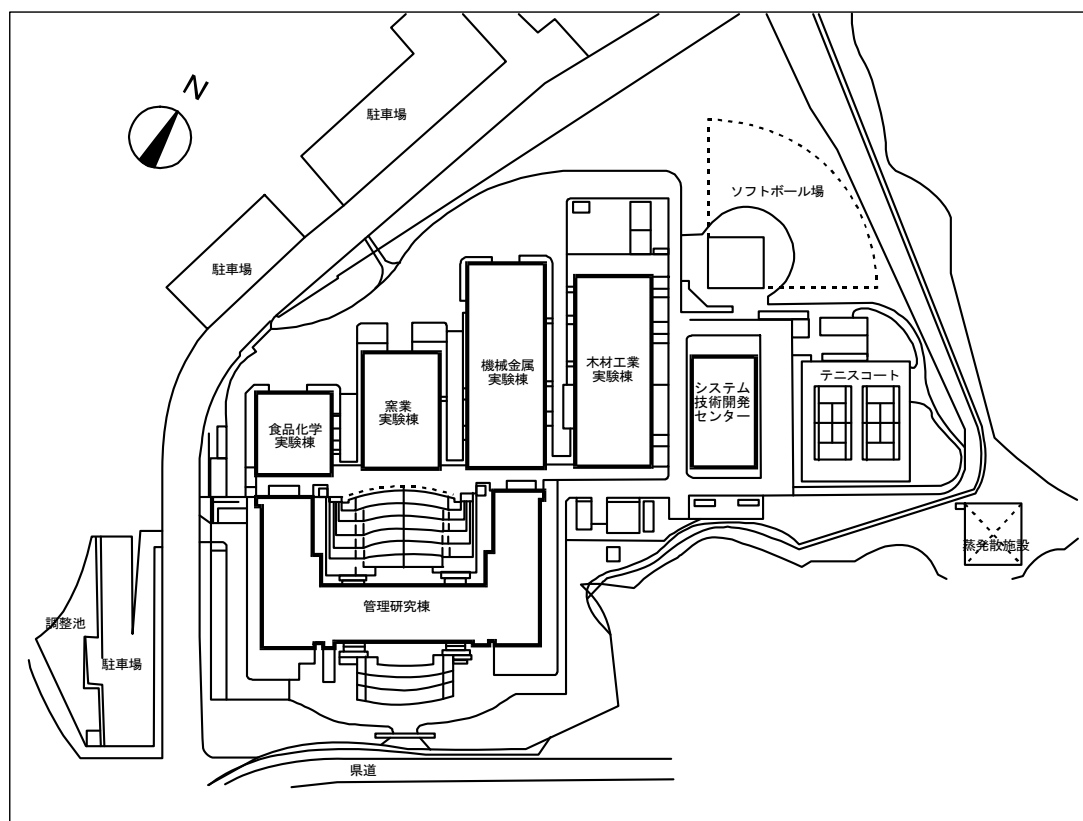 N
駐車場
ソフトボール場
駐車場
機械金属
実験棟
木材工業
実験棟
テニスコート
システム
技術開発
センター
窯業
実験棟
食品化学
実験棟
蒸発散施設
管理研究棟
調整池
駐車場
県道